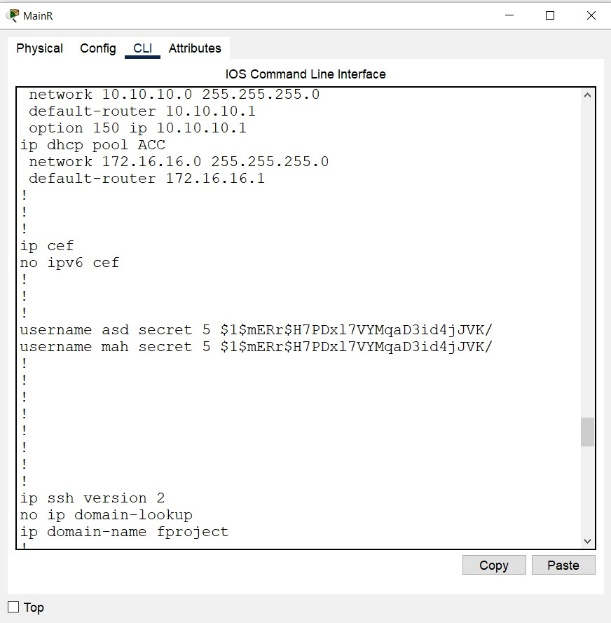 MainR
Physical Config CLI Attributes
IOS Command Line Interface
network 10.10.10.0 255.255.255.0
default-router 10.10.10.1
option 150 ip 10.10.10.1
ip dhcp pool ACC
network 172.16.16.0 255.255.255.0
default-router 172.16.16.1
!
!
!
ip cef
no ipv6 cef
!
!
!
username asd secret 5 $1$mERr$H7PDxl7VYMqaD3id4jJVK/
username mah secret 5 $1$mERr$H7PDxl7VYMqaD3id4jJVK/
!
!
!
!
!
!
!
!
ip ssh version 2
no ip domain-lookup
ip domain-name fproject
!
Copy Paste
Top